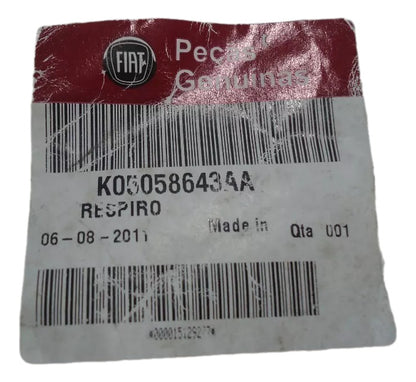 FIAT
Peças
Genuínas
K05058643AA
RESPIRO
06-08-2011 Made in Qta 001